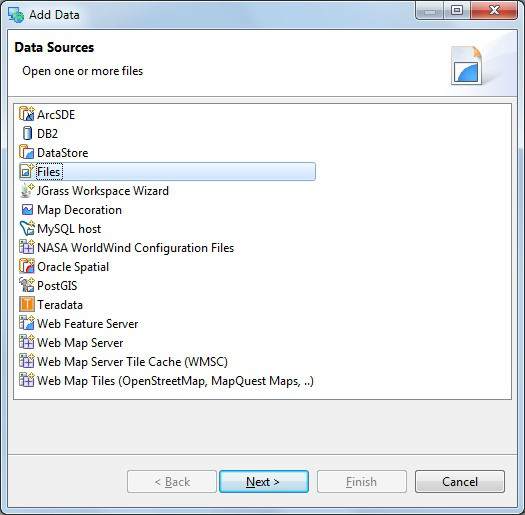 Add Data
Data Sources
Open one or more files
ArcSDE
DB2
DataStore
Files
JGrass Workspace Wizard
Map Decoration
MySQL host
NASA WorldWind Configuration Files
Oracle Spatial
PostGIS
Teradata
Web Feature Server
Web Map Server
Web Map Server Tile Cache (WMSC)
Web Map Tiles (OpenStreetMap, MapQuest Maps, ..)
< Back
Next >
Finish
Cancel